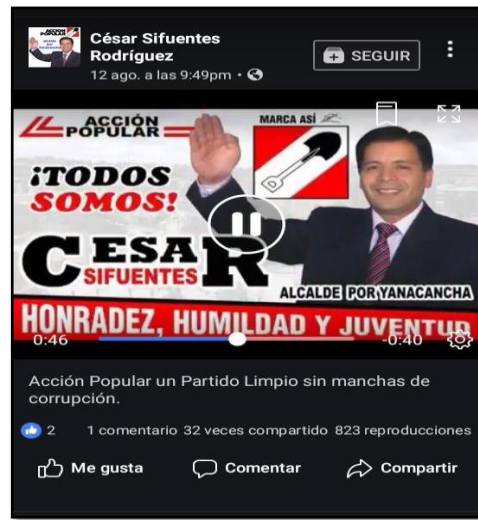 César Sifuentes
Rodríguez
SEGUIR
12 ago. a las 9:49pm
ACCIÓN
POPULAR
MARCA ASÍ
¡TODOS
SOMOS!
CESAR
SIFUENTES
ALCALDE POR YANACANCHA
HONRADEZ, HUMILDAD Y JUVENTUD
0:46
-0:40
Acción Popular un Partido Limpio sin manchas de
corrupción.
2 1 comentario 32 veces compartido 823 reproducciones
Me gusta Comentar Compartir